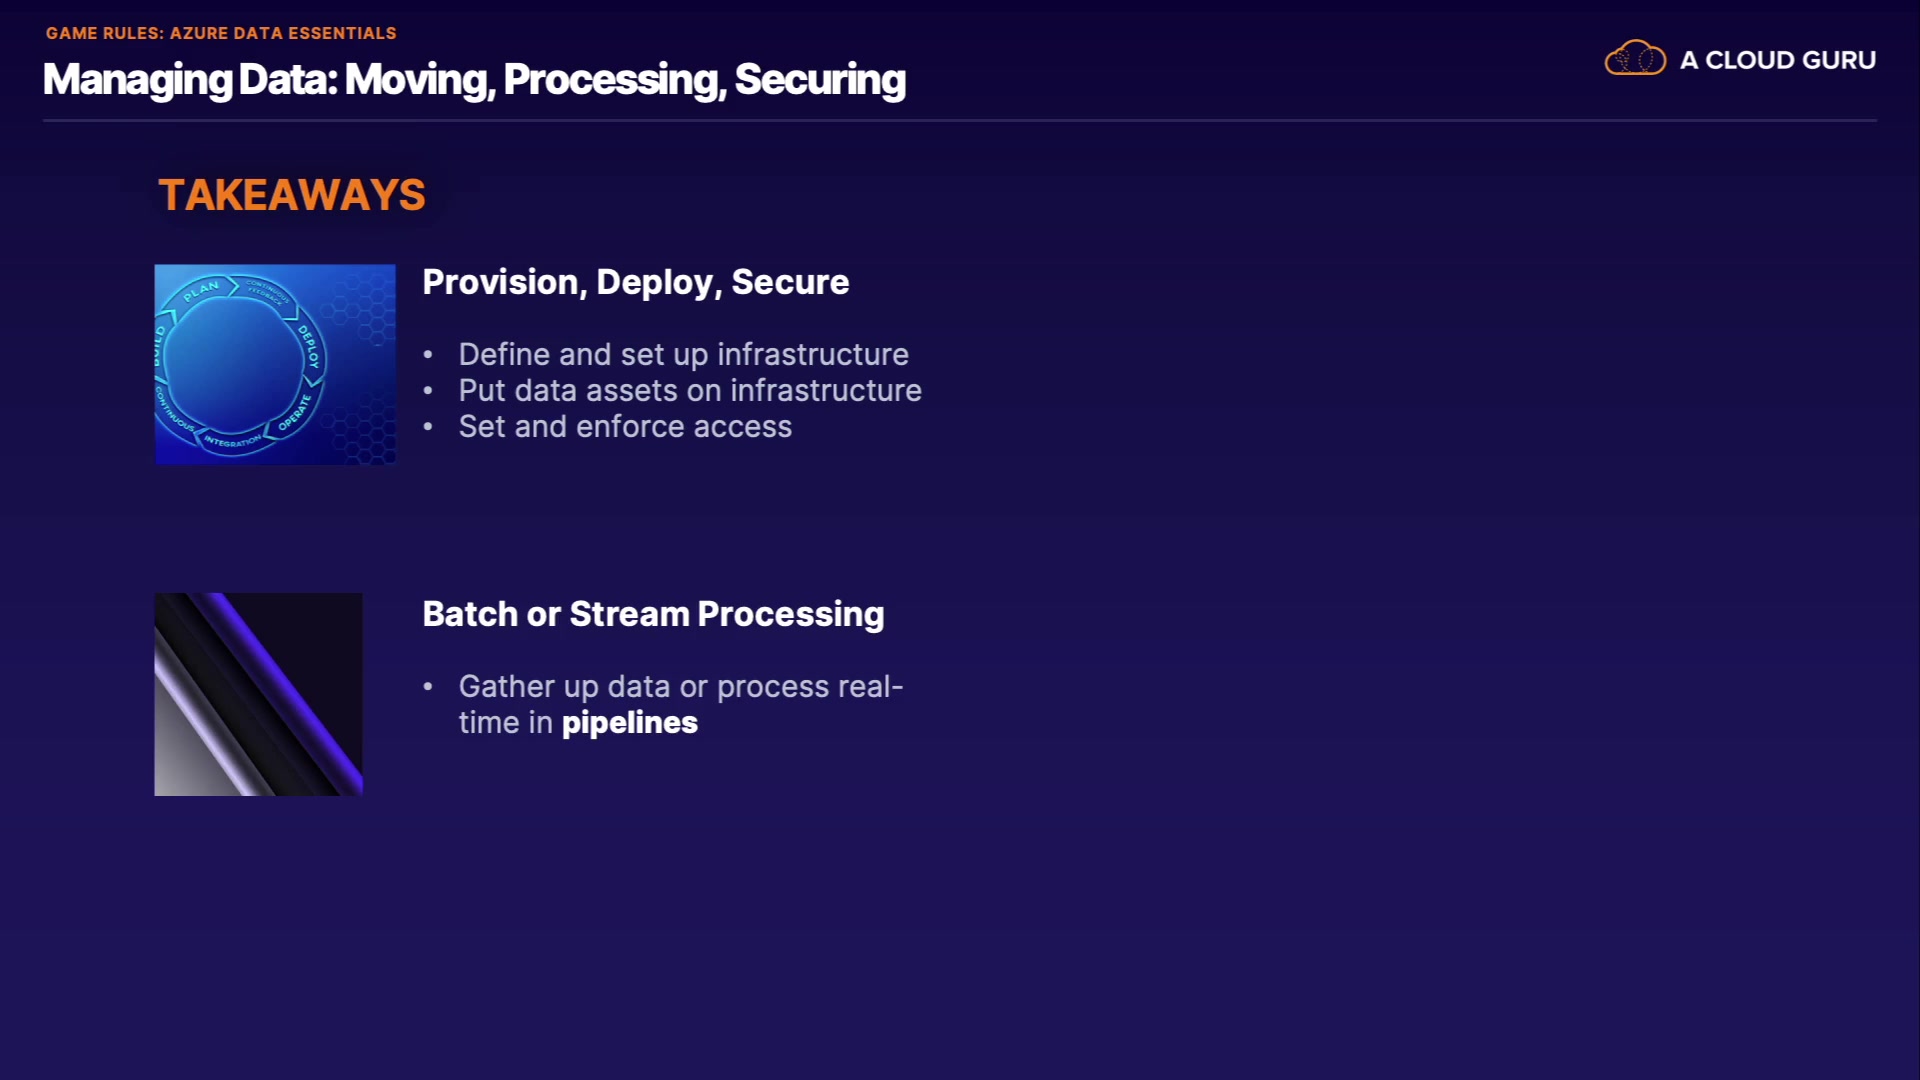 GAME RULES: AZURE DATA ESSENTIALS
Managing Data: Moving, Processing, Securing
A CLOUD GURU
TAKEAWAYS
PLAN
CONTINUOUS
FEEDBACK
DEPLOY
OPERATE
INTEGRATION
CONTINUOUS
BUILD
Provision, Deploy, Secure
• Define and set up infrastructure
• Put data assets on infrastructure
• Set and enforce access
Batch or Stream Processing
• Gather up data or process real-
time in pipelines